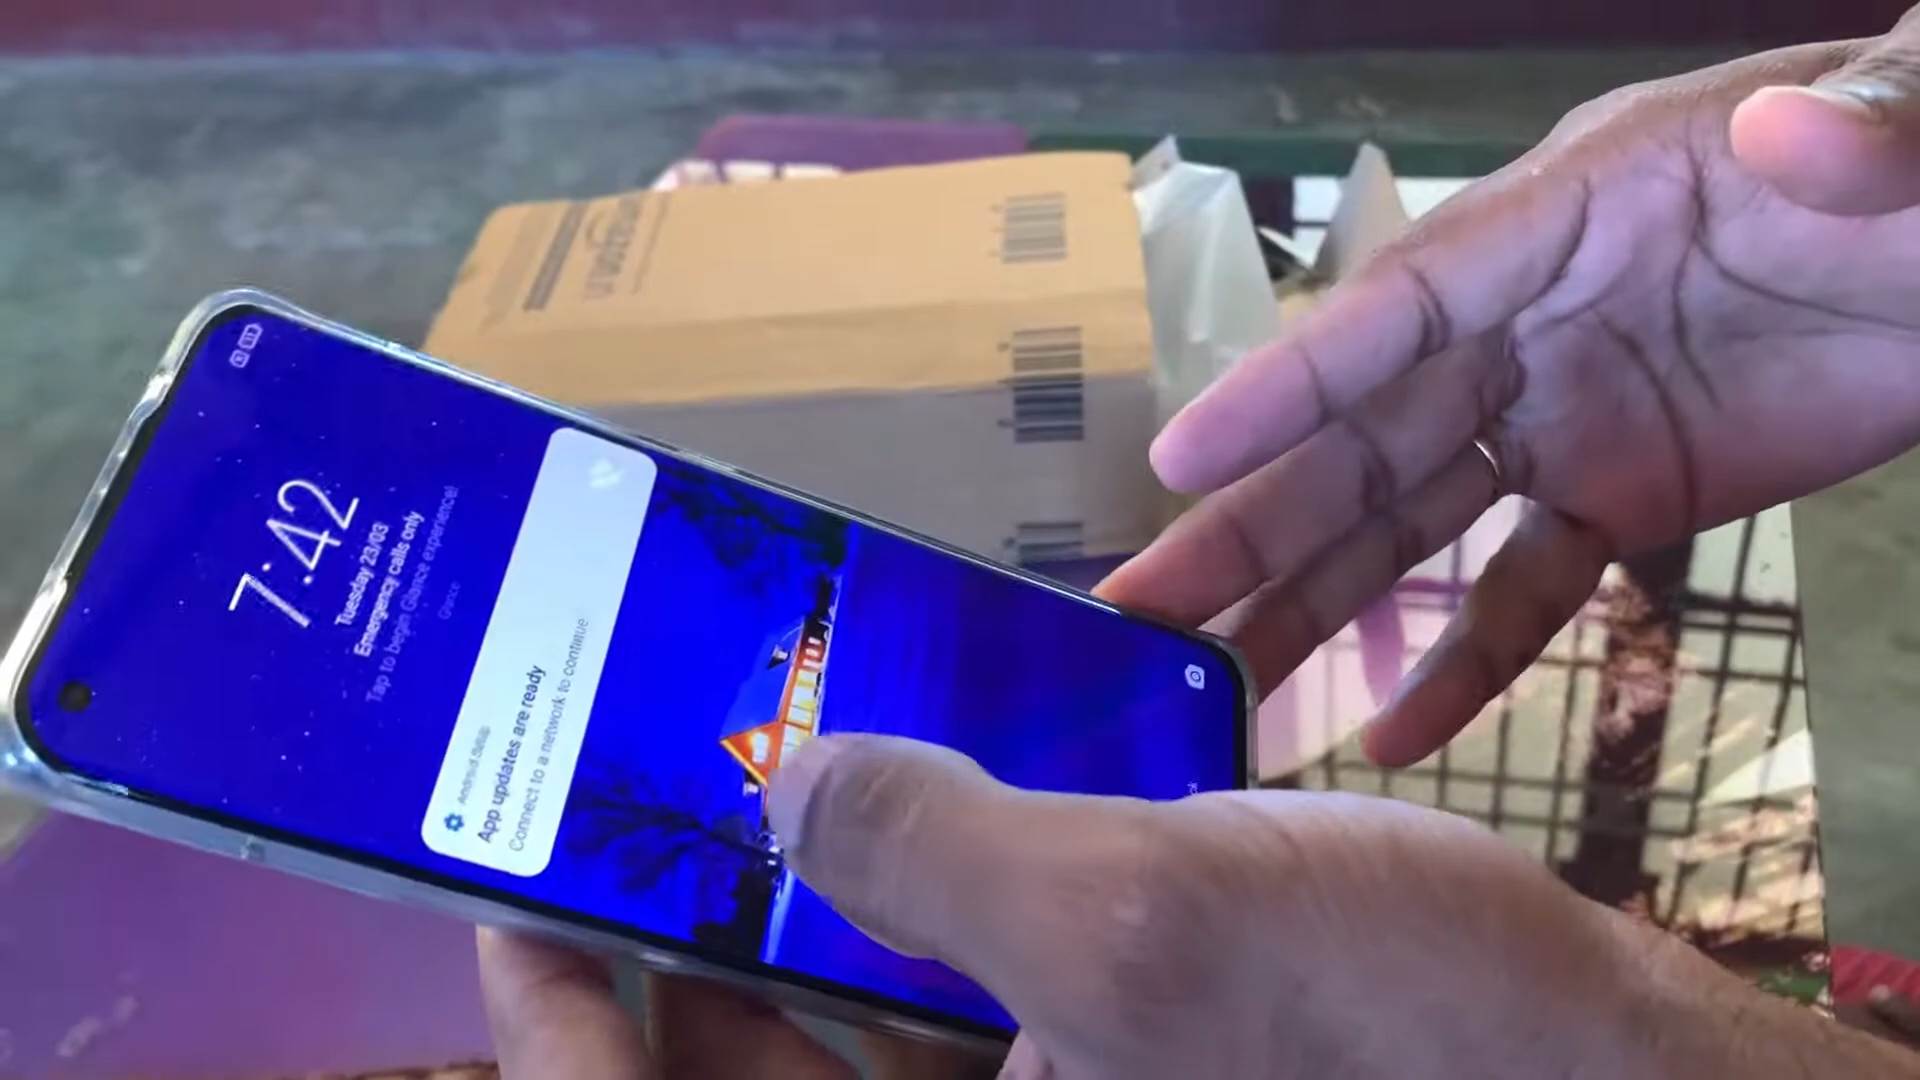 7:42
Tuesday 23/03
Emergency calls only
Tap to begin Glance experience!
Glance
Android Setup
App updates are ready
Connect to a network to continue